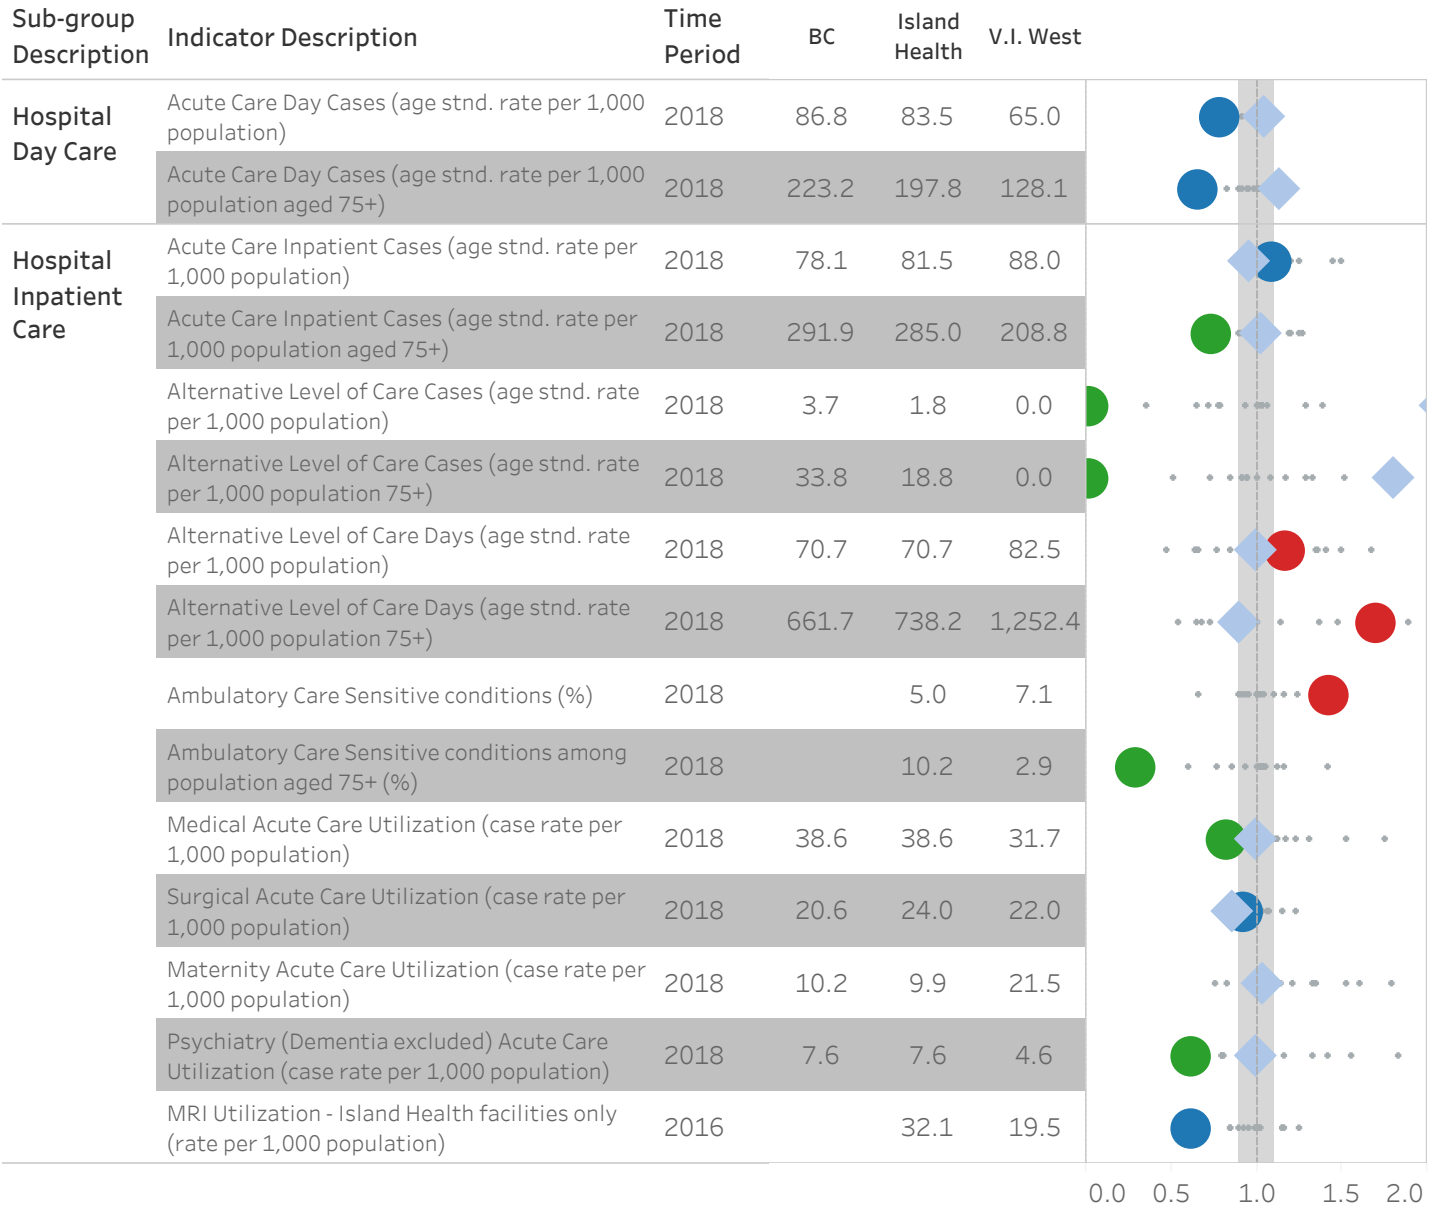 Sub-group
Description
Indicator Description
Time
Period
BC
Island
Health
V.I. West
Hospital
Day Care
Acute Care Day Cases (age stnd. rate per 1,000
population)
2018 86.8 83.5 65.0
Acute Care Day Cases (age stnd. rate per 1,000
population aged 75+)
2018 223.2 197.8 128.1
Hospital
Inpatient
Care
Acute Care Inpatient Cases (age stnd. rate per
1,000 population)
2018 78.1 81.5 88.0
Acute Care Inpatient Cases (age stnd. rate per
1,000 population aged 75+)
2018 291.9 285.0 208.8
Alternative Level of Care Cases (age stnd. rate
per 1,000 population)
2018 3.7 1.8 0.0
Alternative Level of Care Cases (age stnd. rate
per 1,000 population 75+)
2018 33.8 18.8 0.0
Alternative Level of Care Days (age stnd. rate
per 1,000 population)
2018 70.7 70.7 82.5
Alternative Level of Care Days (age stnd. rate
per 1,000 population 75+)
2018 661.7 738.2 1,252.4
Ambulatory Care Sensitive conditions (%) 2018 5.0 7.1
Ambulatory Care Sensitive conditions among
population aged 75+ (%)
2018 10.2 2.9
Medical Acute Care Utilization (case rate per
1,000 population)
2018 38.6 38.6 31.7
Surgical Acute Care Utilization (case rate per
1,000 population)
2018 20.6 24.0 22.0
Maternity Acute Care Utilization (case rate per
1,000 population)
2018 10.2 9.9 21.5
Psychiatry (Dementia excluded) Acute Care
Utilization (case rate per 1,000 population)
2018 7.6 7.6 4.6
MRI Utilization - Island Health facilities only
(rate per 1,000 population)
2016 32.1 19.5
0.0 0.5 1.0 1.5 2.0